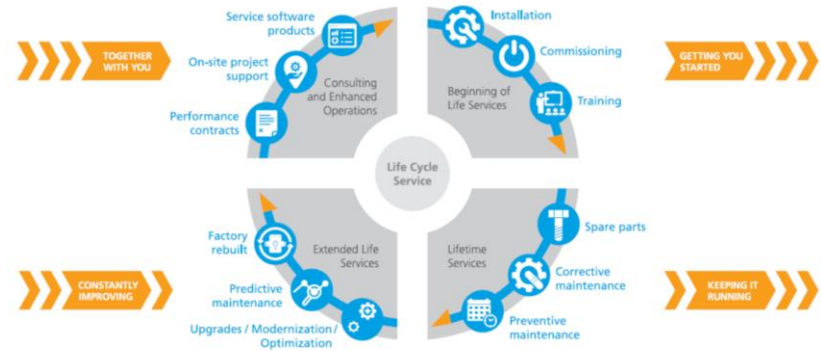 TOGETHER
WITH YOU
Service software
products
On-site project
support
Performance
contracts
Consulting
and Enhanced
Operations
Installation
Commissioning
Training
Beginning of
Life Services
GETTING YOU
STARTED
Life Cycle
Service
CONSTANTLY
IMPROVING
Factory
rebuilt
Predictive
maintenance
Upgrades / Modernization /
Optimization
Extended Life
Services
Lifetime
Services
Spare parts
Corrective
maintenance
Preventive
maintenance
KEEPING IT
RUNNING